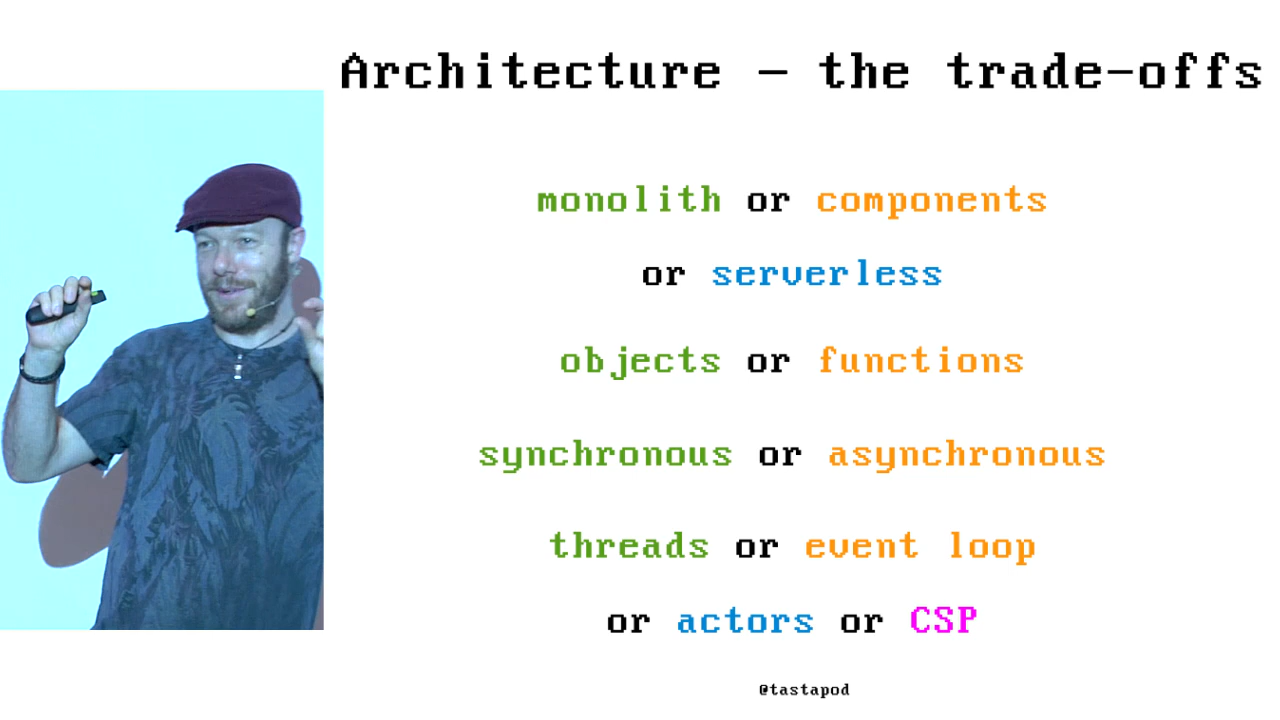 Architecture - the trade-offs
monolith or components
or serverless
objects or functions
synchronous or asynchronous
threads or event loop
or actors or CSP
@tastapod